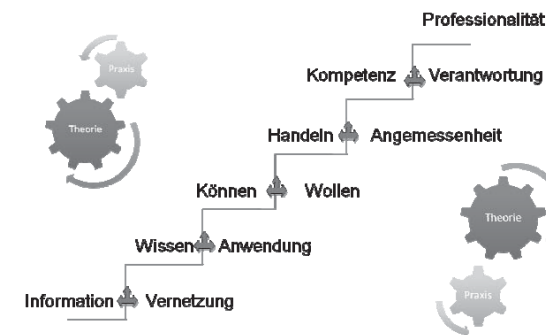 Professionalität
Praxis
Kompetenz Verantwortung
Theorie
Handeln Angemessenheit
Können Wollen
Theorie
Wissen Anwendung
Praxis
Information Vernetzung